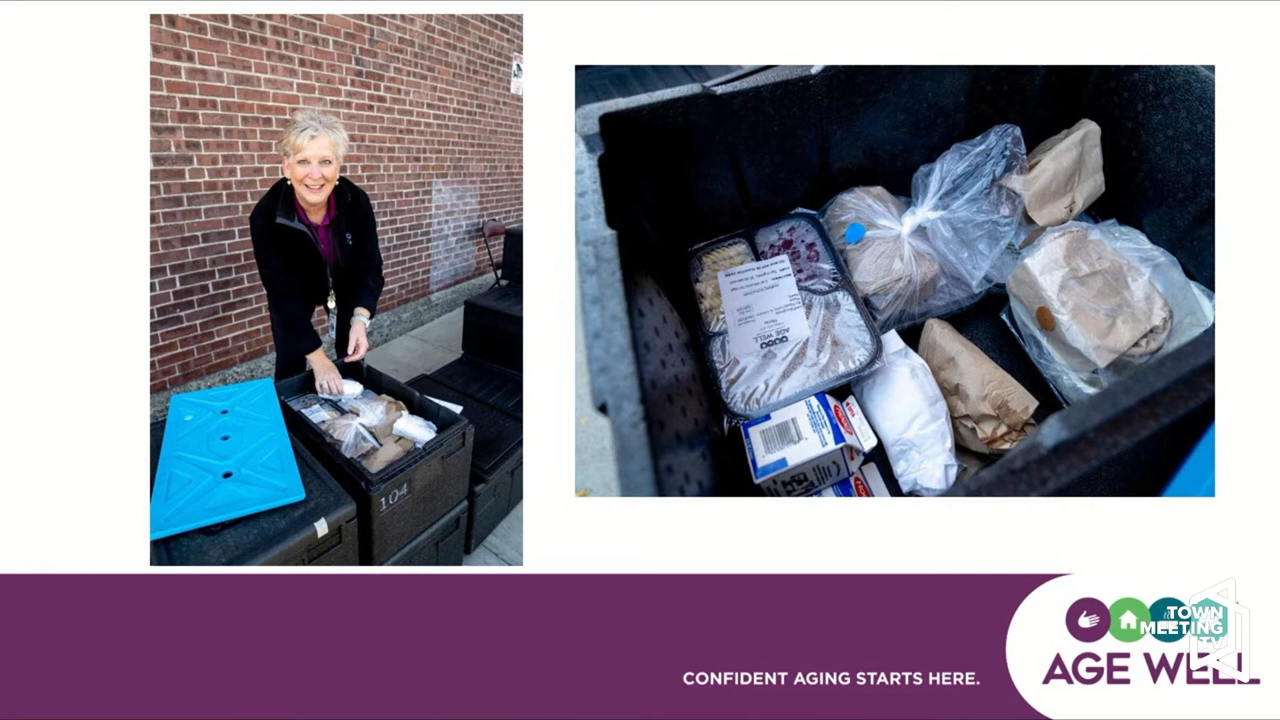 104
AGE WELL
CONFIDENT AGING STARTS HERE.
TOWN
MEETING
TV
AGE WELL